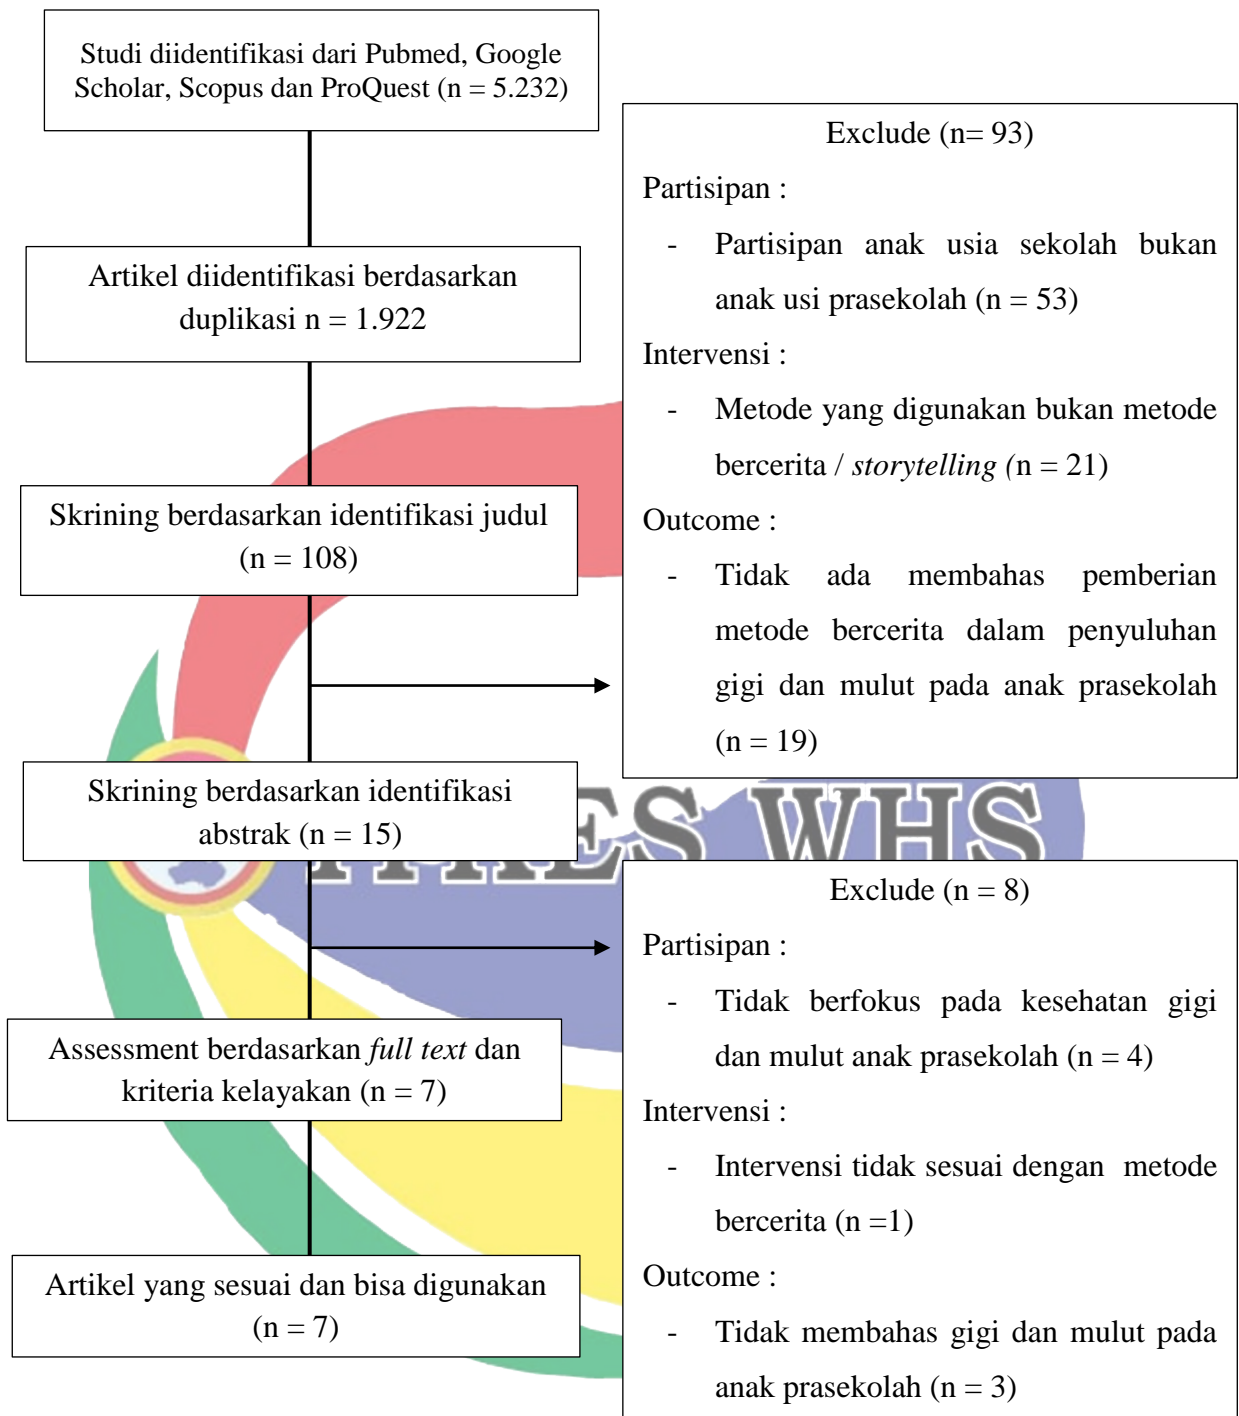 Studi diidentifikasi dari Pubmed, Google
Scholar, Scopus dan ProQuest (n = 5.232)
Artikel diidentifikasi berdasarkan
duplikasi n = 1.922
Skrining berdasarkan identifikasi judul
(n = 108)
Exclude (n= 93)
Partisipan :
- Partisipan anak usia sekolah bukan
anak usi prasekolah (n = 53)
Intervensi :
- Metode yang digunakan bukan metode
bercerita / storytelling (n = 21)
Outcome :
- Tidak ada membahas pemberian
metode bercerita dalam penyuluhan
gigi dan mulut pada anak prasekolah
(n = 19)
Skrining berdasarkan identifikasi
abstrak (n = 15)
WHS
Exclude (n = 8)
Partisipan :
- Tidak berfokus pada kesehatan gigi
dan mulut anak prasekolah (n = 4)
Intervensi :
- Intervensi tidak sesuai dengan metode
bercerita (n =1)
Outcome :
- Tidak membahas gigi dan mulut pada
anak prasekolah (n = 3)
Assessment berdasarkan full text dan
kriteria kelayakan (n = 7)
Artikel yang sesuai dan bisa digunakan
(n = 7)